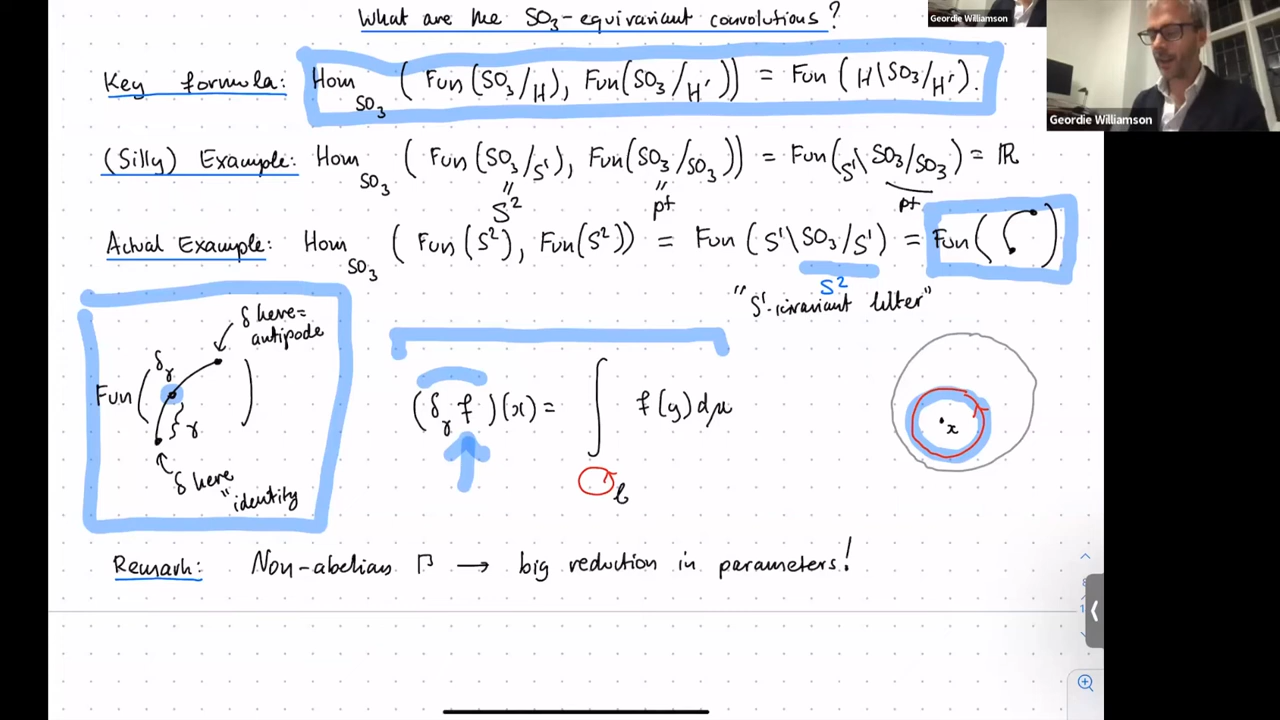 What are the SO₃-equivariant convolutions?
Key formula: Hom_SO₃ (Fun(SO₃/H), Fun(SO₃/H')) = Fun (H\SO₃/H').
(Silly) Example: Hom_SO₃ (Fun(SO₃/S¹), Fun(SO₃/SO₃)) = Fun(S¹\SO₃/SO₃) = ℝ
" S²
" pt
pt
Actual Example: Hom_SO₃ (Fun(S²), Fun(S²)) = Fun (S¹\SO₃/S¹) = Fun( )
S²
"S¹-invariant filter"
δ here = antipode
δ_γ
Fun( )
γ
δ here "identity
(δ_γ f)(x) = ∫ f(y)dμ
x
Remark: Non-abelian Γ → big reduction in parameters!
Geordie Williamson
Geordie Williamson